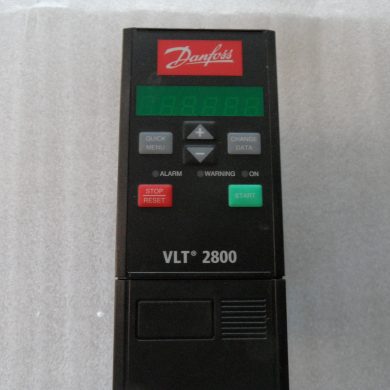 Danfoss
QUICK
MENU
+
CHANGE
DATA
−
ALARM WARNING ON
STOP
RESET
START
VLT® 2800